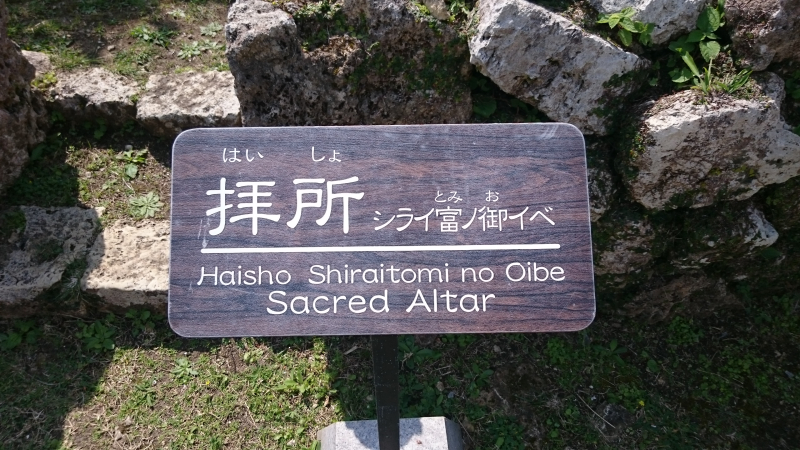 はい しょ
拝所 シライ富ノ御イベ
とみ お
Haisho Shiraitomi no Oibe
Sacred Altar